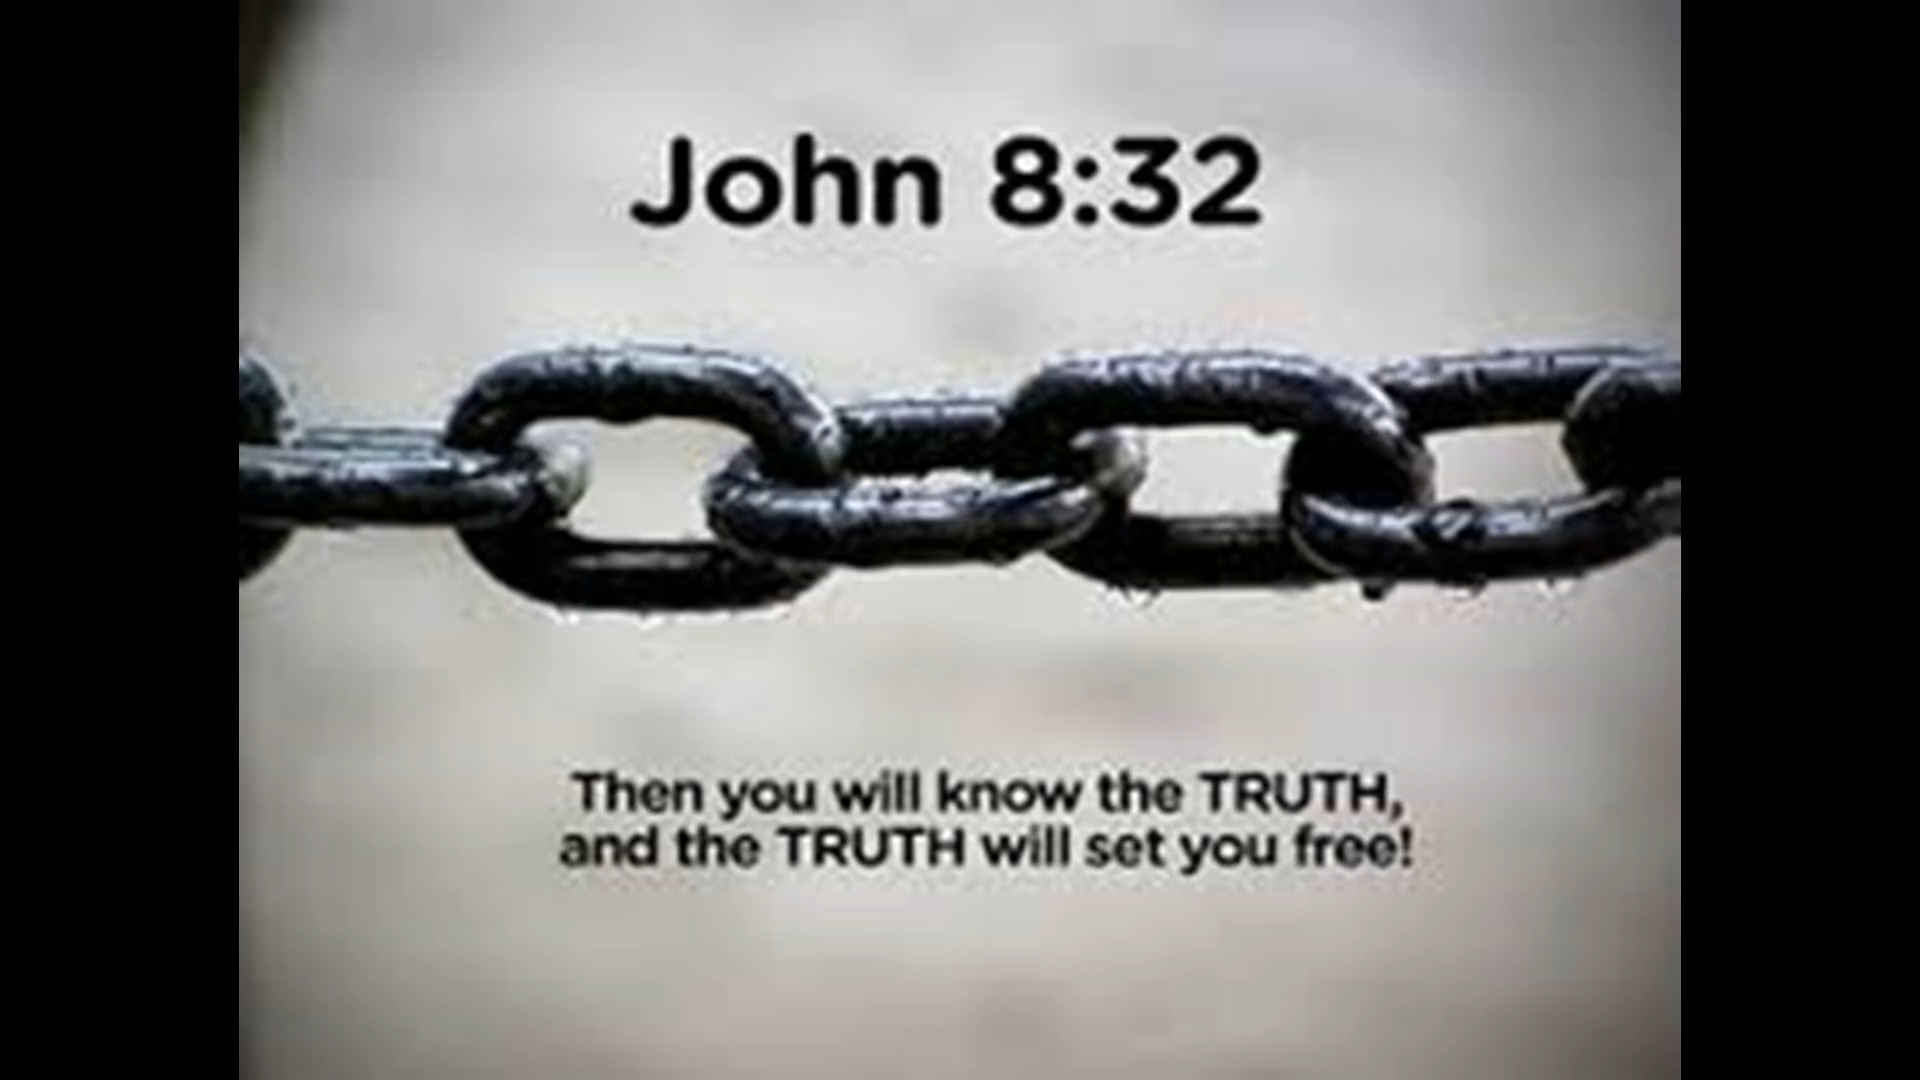 John 8:32
Then you will know the TRUTH,
and the TRUTH will set you free!